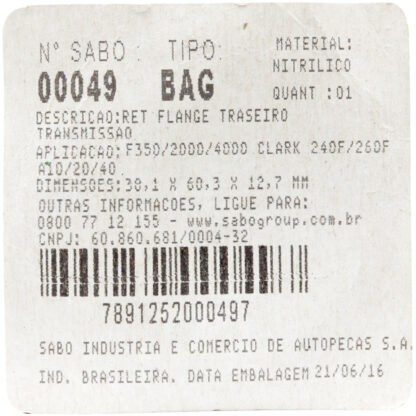 Nº SABO : TIPO:
MATERIAL:
NITRILICO
00049 BAG
QUANT :01
DESCRICAO:RET FLANGE TRASEIRO
TRANSMISSAO
APLICACAO:F350/2000/4000 CLARK 240F/260F
A10/20/40
DIMENSOES:38,1 X 60,3 X 12,7 MM
OUTRAS INFORMACOES, LIGUE PARA:
0800 77 12 155 - www.sabogroup.com.br
CNPJ: 60.860.681/0004-32
7891252000497
SABO INDUSTRIA E COMERCIO DE AUTOPECAS S.A.
IND. BRASILEIRA. DATA EMBALAGEM 21/06/16